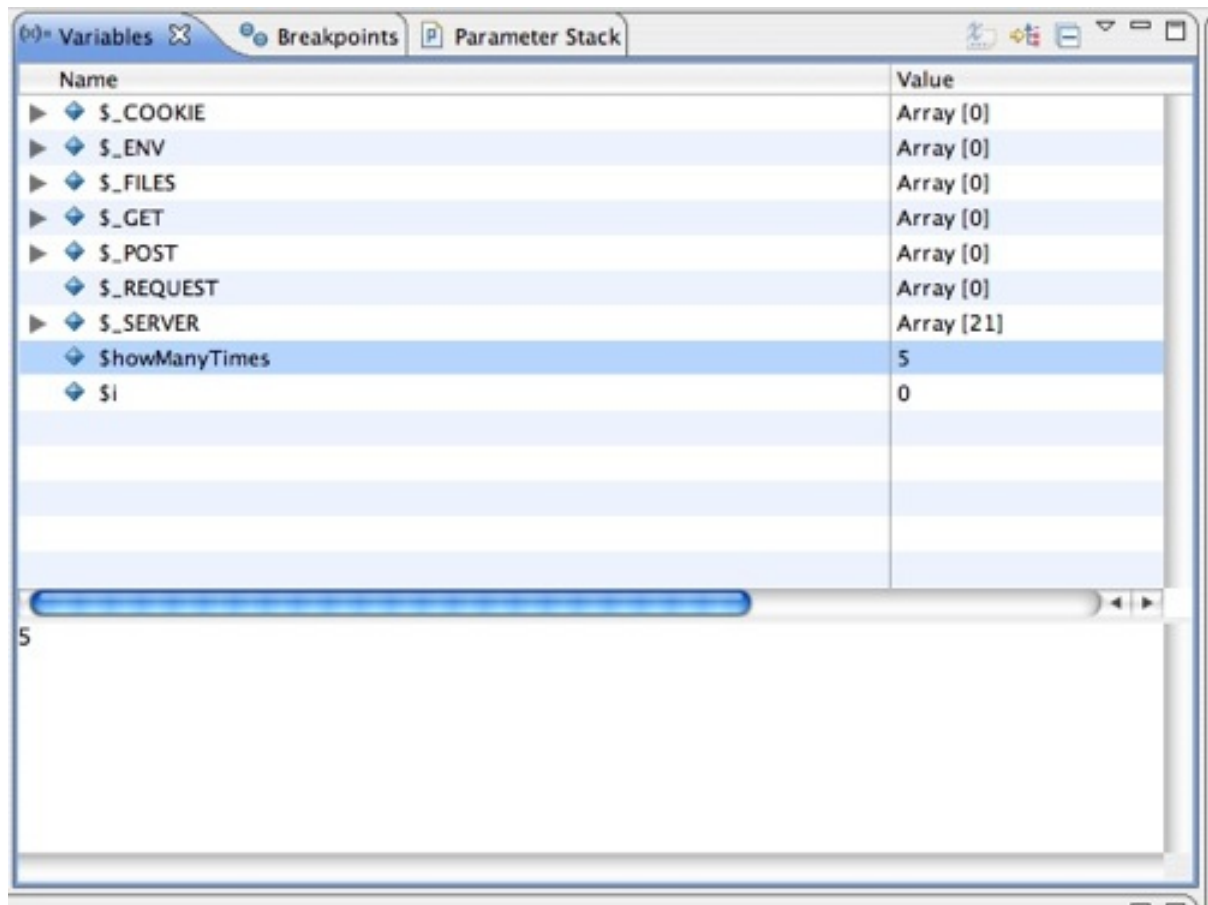 (x)= Variables Breakpoints P Parameter Stack
Name Value
$_COOKIE Array [0]
$_ENV Array [0]
$_FILES Array [0]
$_GET Array [0]
$_POST Array [0]
$_REQUEST Array [0]
$_SERVER Array [21]
$howManyTimes 5
$i 0
5